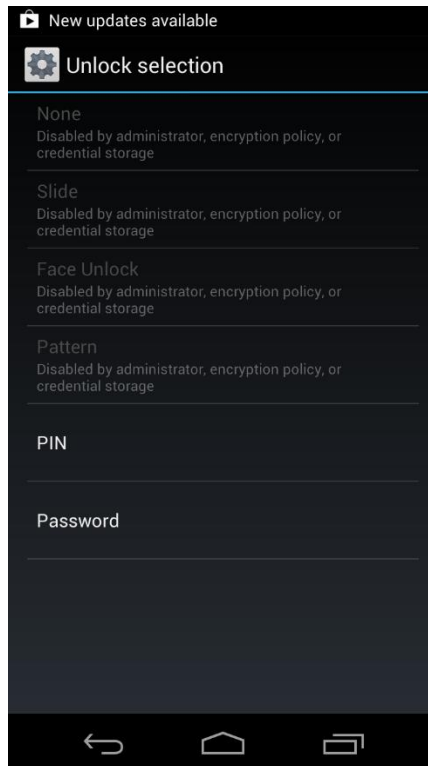 New updates available
Unlock selection
None
Disabled by administrator, encryption policy, or
credential storage
Slide
Disabled by administrator, encryption policy, or
credential storage
Face Unlock
Disabled by administrator, encryption policy, or
credential storage
Pattern
Disabled by administrator, encryption policy, or
credential storage
PIN
Password